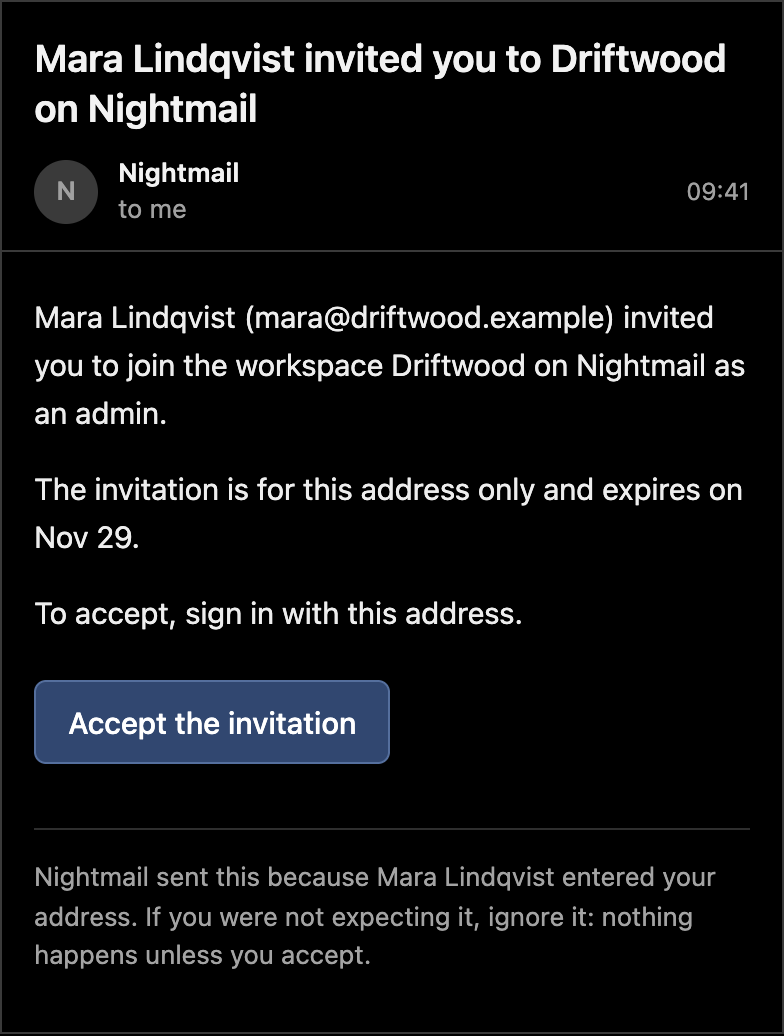 Mara Lindqvist invited you to Driftwood
on Nightmail
N
Nightmail
to me
09:41
Mara Lindqvist (mara@driftwood.example) invited
you to join the workspace Driftwood on Nightmail as
an admin.
The invitation is for this address only and expires on
Nov 29.
To accept, sign in with this address.
Accept the invitation
Nightmail sent this because Mara Lindqvist entered your
address. If you were not expecting it, ignore it: nothing
happens unless you accept.